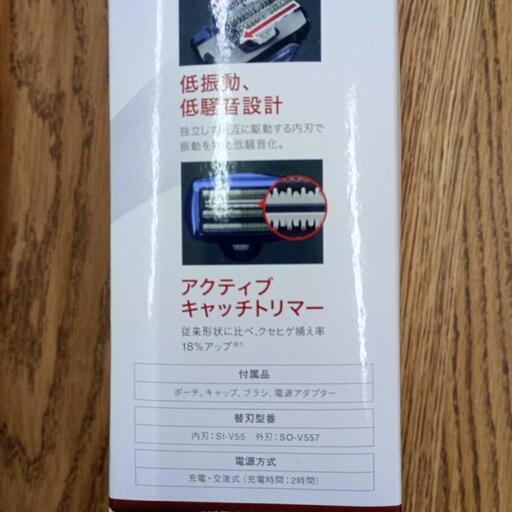 低振動、
低騒音設計
独立して交互に駆動する内刃で
振動を 低騒音化。
アクティブ
キャッチトリマー
従来形状に比べ、クセヒゲ捕え率
18%アップ※1
付属品
ポーチ、キャップ、ブラシ、電源アダプター
替刃型番
内刃:SI-V55 外刃:SO-V557
電源方式
充電・交流式(充電時間:2時間)